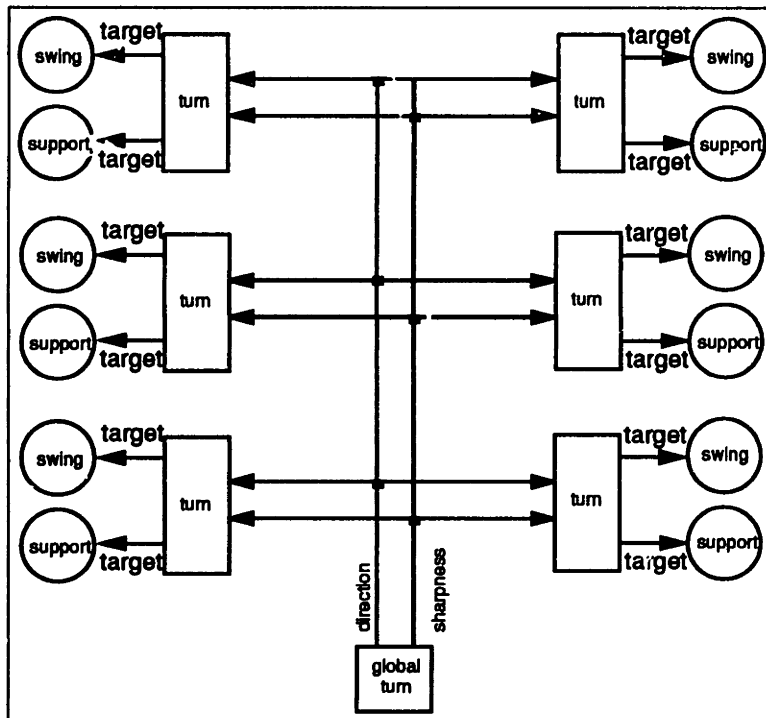 target
swing
turn
support
target
target
swing
turn
support
target
target
swing
turn
support
target
target
swing
turn
support
target
target
swing
turn
support
target
target
swing
turn
support
target
direction
sharpness
global
turn